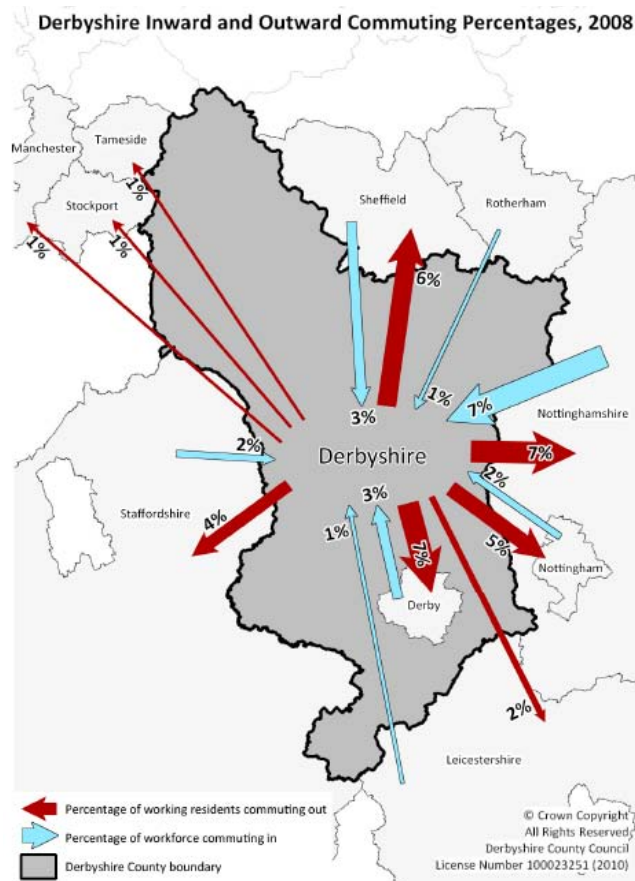 Derbyshire Inward and Outward Commuting Percentages, 2008
Manchester
Tameside
Stockport
1%
1%
1%
Sheffield
Rotherham
6%
3%
1%
7%
Nottinghamshire
Derbyshire
7%
2%
2%
Staffordshire
4%
3%
1%
7%
5%
Nottingham
Derby
2%
Leicestershire
Percentage of working residents commuting out
Percentage of workforce commuting in
Derbyshire County boundary
© Crown Copyright
All Rights Reserved
Derbyshire County Council
License Number 100023251 (2010)